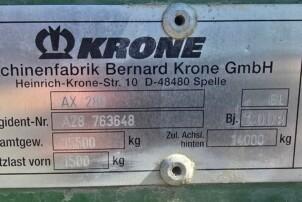 KRONE
chinenfabrik Bernard Krone GmbH
Heinrich-Krone-Str. 10 D-48480 Spelle
AX 280
gident-Nr. A28 763648 Bj.
amtgew. kg Zul. Achsl. hinten 14000 kg
tzlast vorn 1500 kg